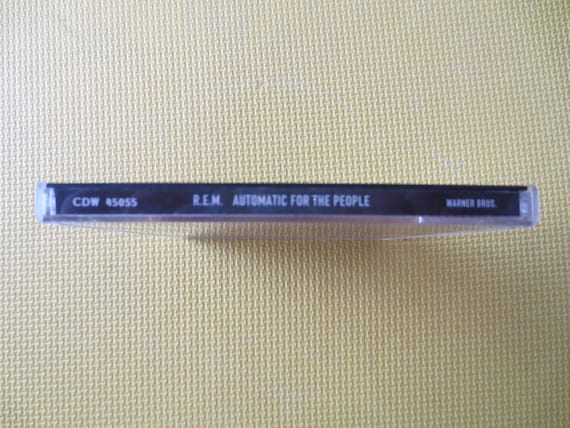 CDW 45055 R.E.M. AUTOMATIC FOR THE PEOPLE WARNER BROS.